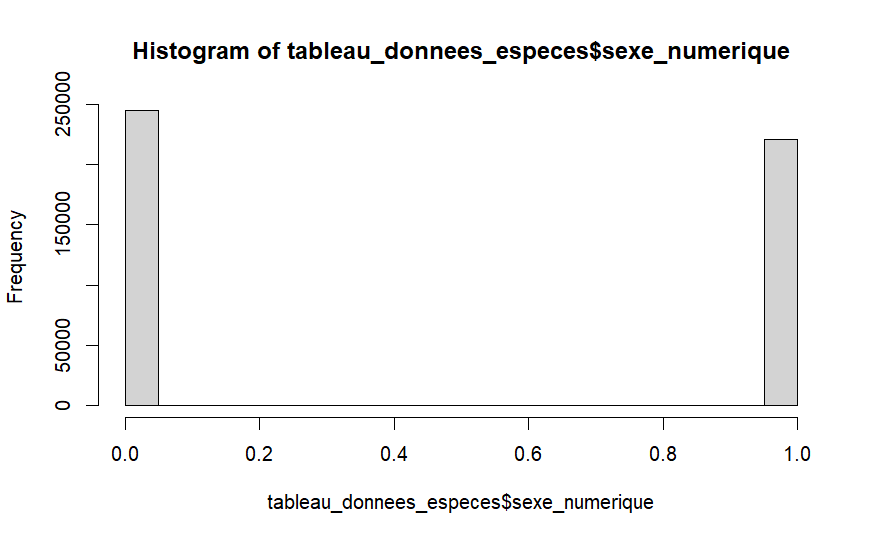 Histogram of tableau_donnees_especes$sexe_numerique
Frequency
250000
150000
50000
0
0.0 0.2 0.4 0.6 0.8 1.0
tableau_donnees_especes$sexe_numerique